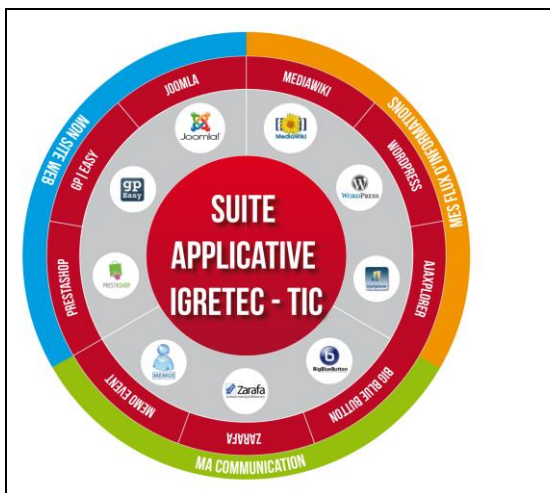 SUITE
APPLICATIVE
IGRETEC - TIC
MON SITE WEB
JOOMLA
Joomla!
GP|EASY
gp
Easy
PRESTASHOP
PRESTASHOP
MES FLUX D'INFORMATIONS
MEDIAWIKI
MediaWiki
WORDPRESS
WORDPRESS
AJAXPLORER
MA COMMUNICATION
BIG BLUE BUTTON
b
BigBlueButton
ZARAFA
Zarafa
MEMO EVENT